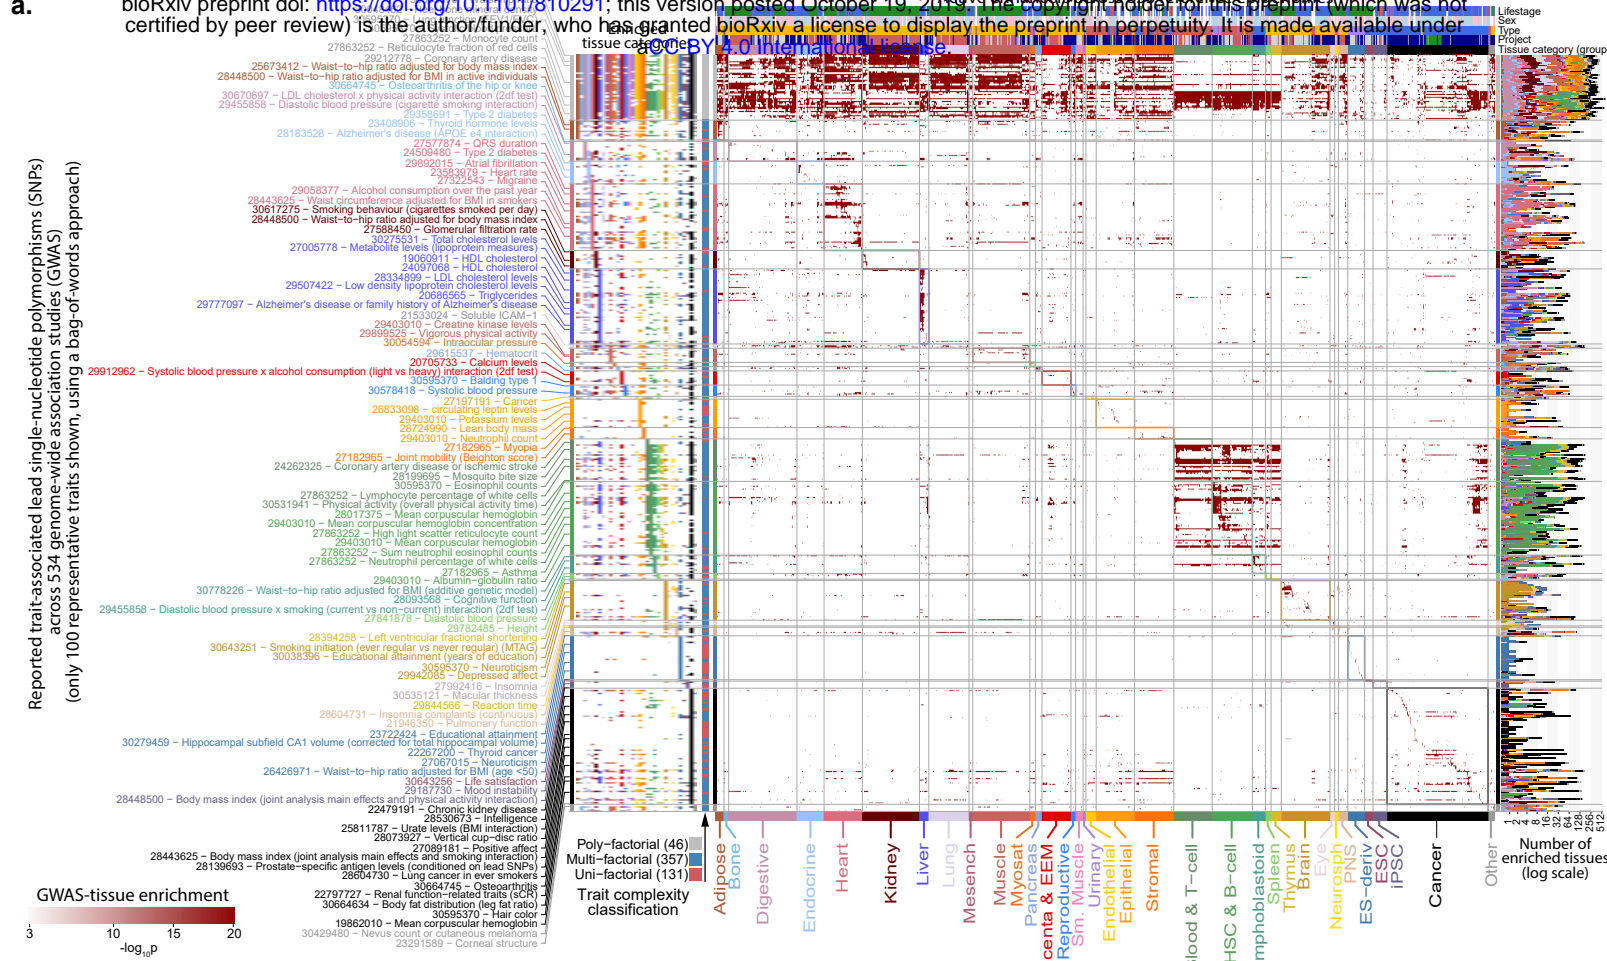 a.
bioRxiv preprint doi: https://doi.org/10.1101/810291; this version posted October 19, 2019. The copyright holder for this preprint (which was not
certified by peer review) is the author/funder, who has granted bioRxiv a license to display the preprint in perpetuity. It is made available under
aCC-BY 4.0 International license.
Enriched
tissue categories
Lifestage
Sex
Type
Project
Tissue category (group
Reported trait-associated lead single-nucleotide polymorphisms (SNPs)
across 534 genome-wide association studies (GWAS)
(only 100 representative traits shown, using a bag-of-words approach)
27863252 − Monocyte count
27863252 − Reticulocyte fraction of red cells
29212778 − Coronary artery disease
25673412 − Waist−to−hip ratio adjusted for body mass index
28448500 − Waist−to−hip ratio adjusted for BMI in active individuals
30664745 − Osteoarthritis of the hip or knee
30670697 − LDL cholesterol x physical activity interaction (2df test)
29455858 − Diastolic blood pressure (cigarette smoking interaction)
29358691 − Type 2 diabetes
23408906 − Thyroid hormone levels
28183528 − Alzheimer's disease (APOE e4 interaction)
27577874 − QRS duration
24509480 − Type 2 diabetes
29892015 − Atrial fibrillation
23583979 − Heart rate
27322543 − Migraine
29058377 − Alcohol consumption over the past year
28443625 − Waist circumference adjusted for BMI in smokers
30617275 − Smoking behaviour (cigarettes smoked per day)
28448500 − Waist−to−hip ratio adjusted for body mass index
27588450 − Glomerular filtration rate
30275531 − Total cholesterol levels
27005778 − Metabolite levels (lipoprotein measures)
19060911 − HDL cholesterol
24097068 − HDL cholesterol
28334899 − LDL cholesterol levels
29507422 − Low density lipoprotein cholesterol levels
20686565 − Triglycerides
29777097 − Alzheimer's disease or family history of Alzheimer's disease
21533024 − Soluble ICAM−1
29403010 − Creatine kinase levels
29899525 − Vigorous physical activity
30054594 − Intraocular pressure
29615537 − Hematocrit
20705733 − Calcium levels
29912962 − Systolic blood pressure x alcohol consumption (light vs heavy) interaction (2df test)
30595370 − Balding type 1
30578418 − Systolic blood pressure
27197191 − Cancer
26833098 − circulating leptin levels
29403010 − Potassium levels
28724990 − Lean body mass
29403010 − Neutrophil count
27182965 − Myopia
27182965 − Joint mobility (Beighton score)
24262325 − Coronary artery disease or ischemic stroke
28199695 − Mosquito bite size
30595370 − Eosinophil counts
27863252 − Lymphocyte percentage of white cells
30531941 − Physical activity (overall physical activity time)
28017375 − Mean corpuscular hemoglobin
29403010 − Mean corpuscular hemoglobin concentration
27863252 − High light scatter reticulocyte count
29403010 − Mean corpuscular hemoglobin
27863252 − Sum neutrophil eosinophil counts
27863252 − Neutrophil percentage of white cells
27182965 − Asthma
29403010 − Albumin−globulin ratio
30778226 − Waist−to−hip ratio adjusted for BMI (additive genetic model)
28093568 − Cognitive function
29455858 − Diastolic blood pressure x smoking (current vs non−current) interaction (2df test)
27841878 − Diastolic blood pressure
29782485 − Height
28394258 − Left ventricular fractional shortening
30643251 − Smoking initiation (ever regular vs never regular) (MTAG)
30038396 − Educational attainment (years of education)
30595370 − Neuroticism
29942085 − Depressed affect
27992416 − Insomnia
30535121 − Macular thickness
29844566 − Reaction time
28604731 − Insomnia complaints (continuous)
21946350 − Pulmonary function
23722424 − Educational attainment
30279459 − Hippocampal subfield CA1 volume (corrected for total hippocampal volume)
22267200 − Thyroid cancer
27067015 − Neuroticism
26426971 − Waist−to−hip ratio adjusted for BMI (age <50)
30643256 − Life satisfaction
29187730 − Mood instability
28448500 − Body mass index (joint analysis main effects and physical activity interaction)
22479191 − Chronic kidney disease
28530673 − Intelligence
25811787 − Urate levels (BMI interaction)
28073927 − Vertical cup−disc ratio
27089181 − Positive affect
28443625 − Body mass index (joint analysis main effects and smoking interaction)
28139693 − Prostate−specific antigen levels (conditioned on lead SNPs)
28604730 − Lung cancer in ever smokers
30664745 − Osteoarthritis
22797727 − Renal function−related traits (sCR)
30664634 − Body fat distribution (leg fat ratio)
30595370 − Hair color
19862010 − Mean corpuscular hemoglobin
30429480 − Nevus count or cutaneous melanoma
23291589 − Corneal structure
GWAS-tissue enrichment
3 10 15 20
-log10p
Poly-factorial (46)
Multi-factorial (357)
Uni-factorial (131)
Trait complexity
classification
Adipose
Bone
Digestive
Endocrine
Heart
Kidney
Liver
Lung
Mesench
Muscle
Myosat
Pancreas
centa & EEM
Reproductive
Sm. Muscle
Urinary
Endothelial
Epithelial
Stromal
lood & T−cell
HSC & B−cell
mphoblastoid
Spleen
Thymus
Brain
Eye
Neurosph
PNS
ES−deriv
ESC
iPSC
Cancer
Other
1 2 4 8 16 32 64 128 256 512
Number of
enriched tissues
(log scale)